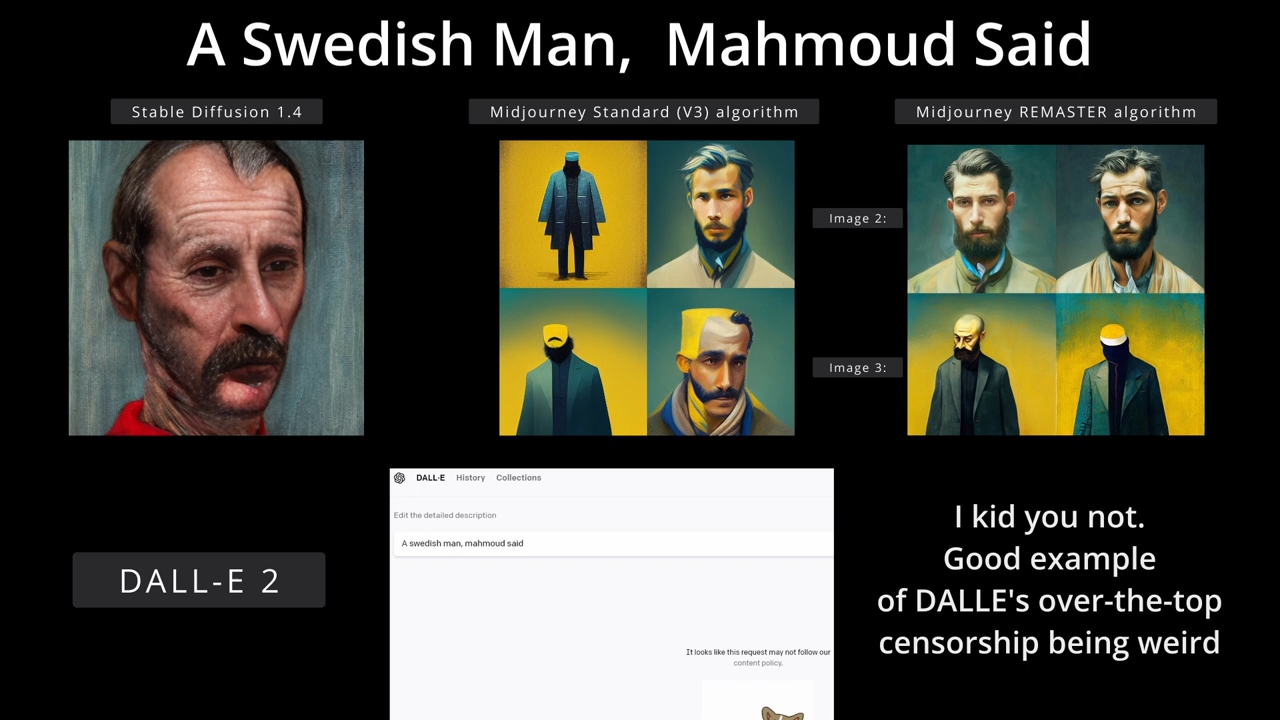 A Swedish Man,  Mahmoud Said
Stable Diffusion 1.4
Midjourney Standard (V3) algorithm
Midjourney REMASTER algorithm
Image 2:
Image 3:
DALL-E 2
DALL·E History Collections
Edit the detailed description
A swedish man, mahmoud said
It looks like this request may not follow our
content policy.
I kid you not.
Good example
of DALLE's over-the-top
censorship being weird